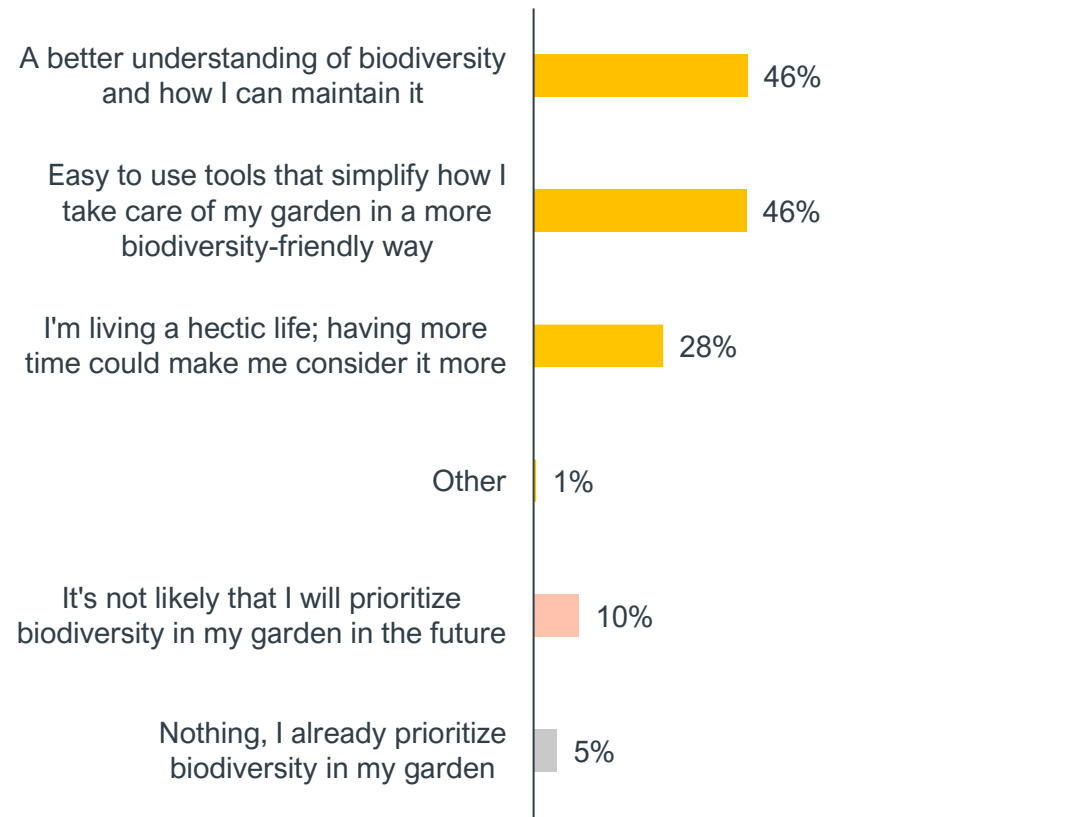 A better understanding of biodiversity
and how I can maintain it
46%
Easy to use tools that simplify how I
take care of my garden in a more
biodiversity-friendly way
46%
I'm living a hectic life; having more
time could make me consider it more
28%
Other
1%
It's not likely that I will prioritize
biodiversity in my garden in the future
10%
Nothing, I already prioritize
biodiversity in my garden
5%